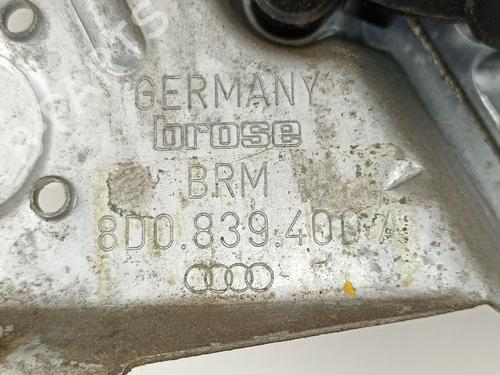 GERMANY
brose
BRM
8D0.839.400 A